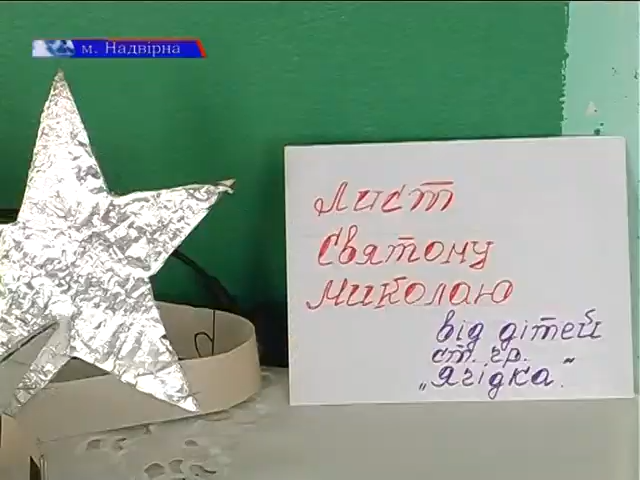 м. Надвірна
Лист
Святому
Миколаю
від дітей
ст. гр.
„Ягідка".